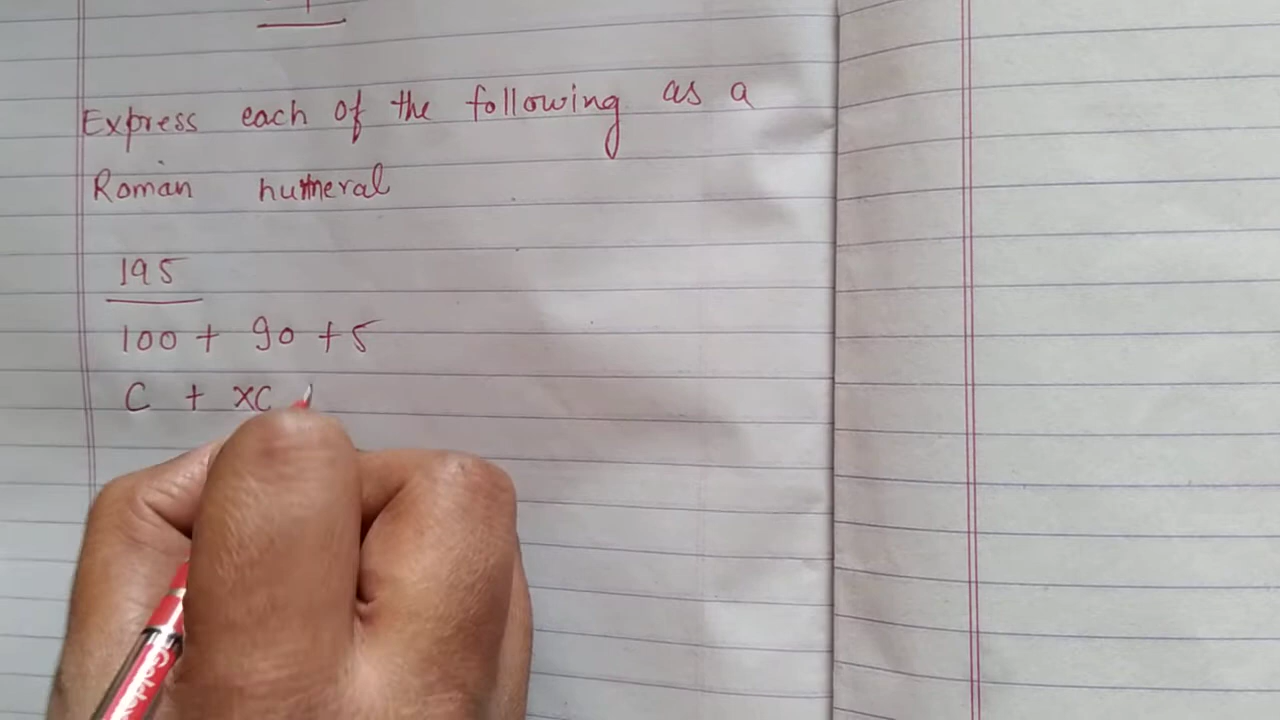 Express each of the following as a
Roman numeral
195
100 + 90 + 5
C + XC